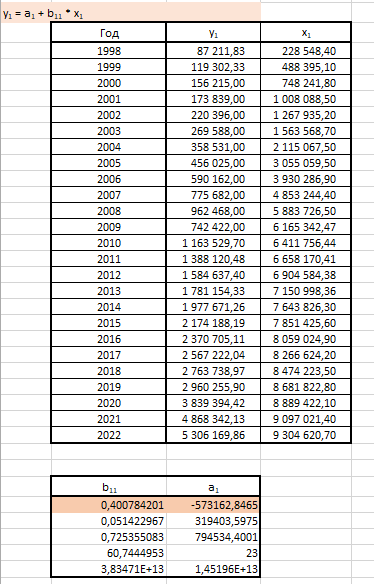 y₁ = a₁ + b₁₁ * x₁
Год y₁ x₁
1998 87 211,83 228 548,40
1999 119 302,33 488 395,10
2000 156 215,00 748 241,80
2001 173 839,00 1 008 088,50
2002 220 396,00 1 267 935,20
2003 269 588,00 1 563 568,70
2004 358 531,00 2 115 067,50
2005 456 025,00 3 055 059,50
2006 590 162,00 3 930 286,90
2007 775 682,00 4 853 244,40
2008 962 468,00 5 883 726,50
2009 742 422,00 6 165 342,47
2010 1 163 529,70 6 411 756,44
2011 1 388 120,48 6 658 170,41
2012 1 584 637,40 6 904 584,38
2013 1 781 154,33 7 150 998,36
2014 1 977 671,26 7 643 826,30
2015 2 174 188,19 7 851 425,60
2016 2 370 705,11 8 059 024,90
2017 2 567 222,04 8 266 624,20
2018 2 763 738,97 8 474 223,50
2019 2 960 255,90 8 681 822,80
2020 3 839 394,42 8 889 422,10
2021 4 868 342,13 9 097 021,40
2022 5 306 169,86 9 304 620,70
b₁₁ a₁
0,400784201 -573162,8465
0,051422967 319403,5975
0,725355083 794534,4001
60,7444953 23
3,83471E+13 1,45196E+13